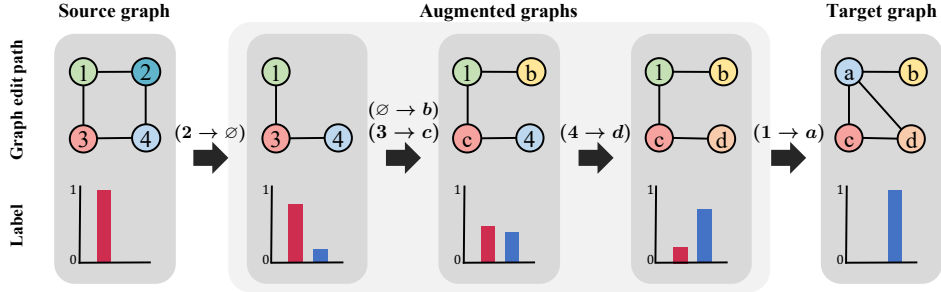 Source graph
Augmented graphs
Target graph
Graph edit path
1 2
3 4
(2 → ∅)
1
3 4
(∅ → b)
(3 → c)
1 b
c 4
(4 → d)
1 b
c d
(1 → a)
a b
c d
Label
1
0
1
0
1
0
1
0
1
0